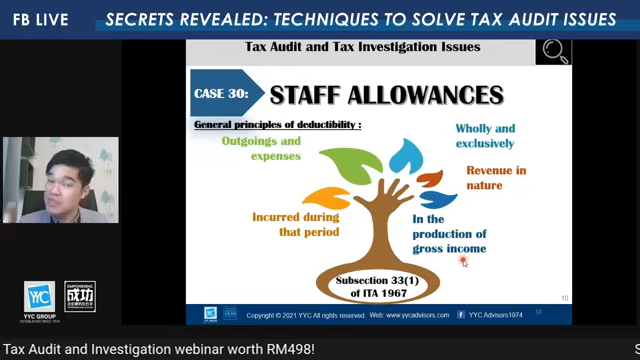 FB LIVE
SECRETS REVEALED: TECHNIQUES TO SOLVE TAX AUDIT ISSUES
Tax Audit and Tax Investigation Issues
CASE 30:
STAFF ALLOWANCES
General principles of deductibility :
Outgoings and
expenses
Wholly and
exclusively
Revenue in
nature
Incurred during
that period
In the
production of
gross income
Subsection 33(1)
of ITA 1967
10
YYC
YYC GROUP
EMPOWERING
成功
Copyright © 2021 YYC All rights reserved. Web: www.yycadvisors.com
YYC Advisors1974
10
Tax Audit and Investigation webinar worth RM498!
S